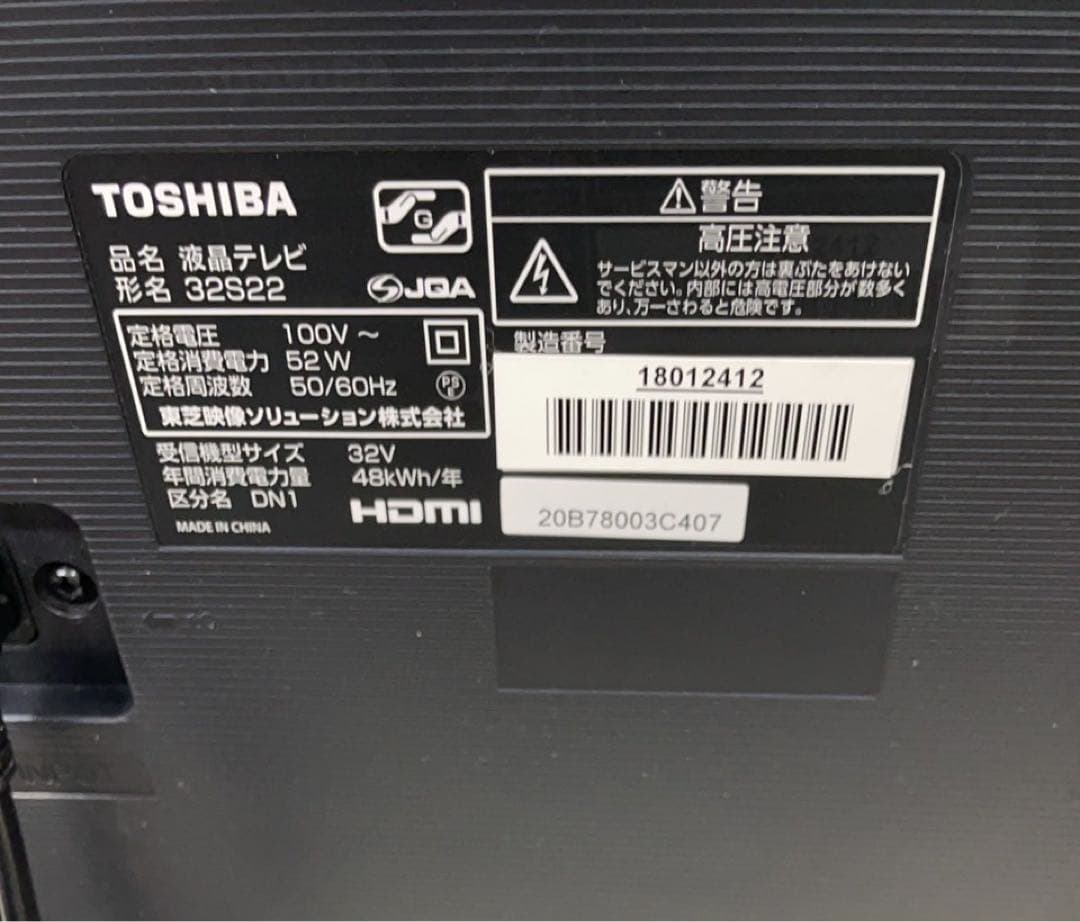 TOSHIBA
品名 液晶テレビ
形名 32S22
G
JQA
定格電圧 100V～
定格消費電力 52W
定格周波数 50/60Hz
PS
E
東芝映像ソリューション株式会社
受信機型サイズ 32V
年間消費電力量 48kWh/年
区分名 DN1
MADE IN CHINA
HDMI
警告
高圧注意
サービスマン以外の方は裏ぶたをあけない
でください。内部には高電圧部分が数多く
あり、万一さわると危険です。
製造番号
18012412
20B78003C407